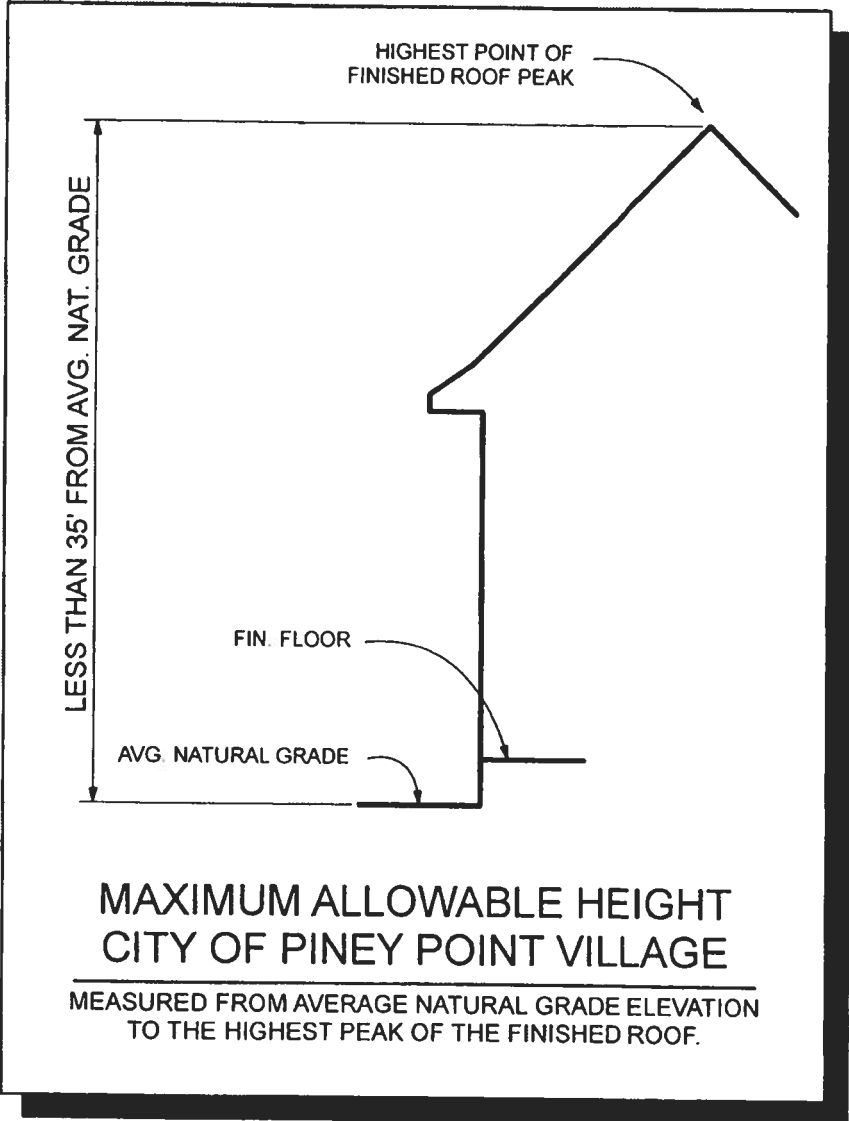 HIGHEST POINT OF
FINISHED ROOF PEAK
LESS THAN 35' FROM AVG. NAT. GRADE
FIN. FLOOR
AVG. NATURAL GRADE
MAXIMUM ALLOWABLE HEIGHT
CITY OF PINEY POINT VILLAGE
MEASURED FROM AVERAGE NATURAL GRADE ELEVATION
TO THE HIGHEST PEAK OF THE FINISHED ROOF.